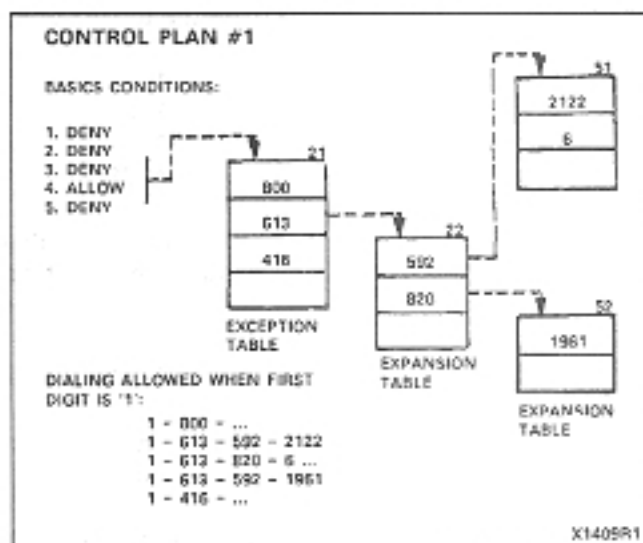 CONTROL PLAN #1
BASICS CONDITIONS:
1. DENY
2. DENY
3. DENY
4. ALLOW
5. DENY
21
800
613
416
EXCEPTION
TABLE
22
592
820
EXPANSION
TABLE
51
2122
6
52
1961
EXPANSION
TABLE
DIALING ALLOWED WHEN FIRST
DIGIT IS '1':
1 - 800 - ...
1 - 613 - 592 - 2122
1 - 613 - 820 - 6 ...
1 - 613 - 592 - 1961
1 - 416 - ...
X1409R1